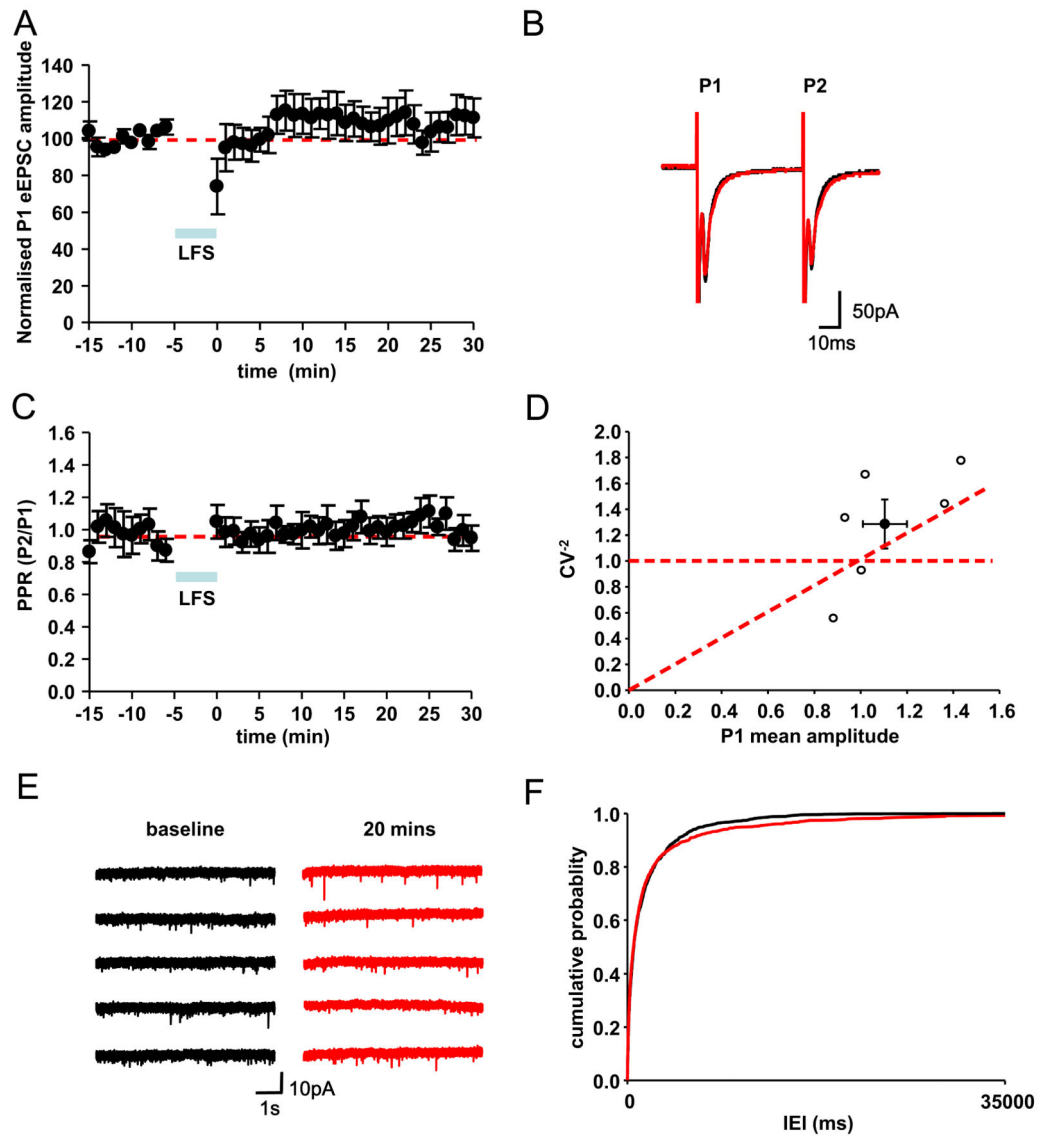 A
Normalised P1 eEPSC amplitude
140
120
100
80
60
40
20
0
LFS
-15 -10 -5 0 5 10 15 20 25 30
time (min)
B
P1 P2
50pA
10ms
C
PPR (P2/P1)
1.6
1.4
1.2
1.0
0.8
0.6
0.4
0.2
0.0
LFS
-15 -10 -5 0 5 10 15 20 25 30
time (min)
D
CV-2
2.0
1.8
1.6
1.4
1.2
1.0
0.8
0.6
0.4
0.2
0.0
0.0 0.2 0.4 0.6 0.8 1.0 1.2 1.4 1.6
P1 mean amplitude
E
baseline 20 mins
10pA
1s
F
cumulative probablity
1.0
0.8
0.6
0.4
0.2
0.0
0 35000
IEI (ms)